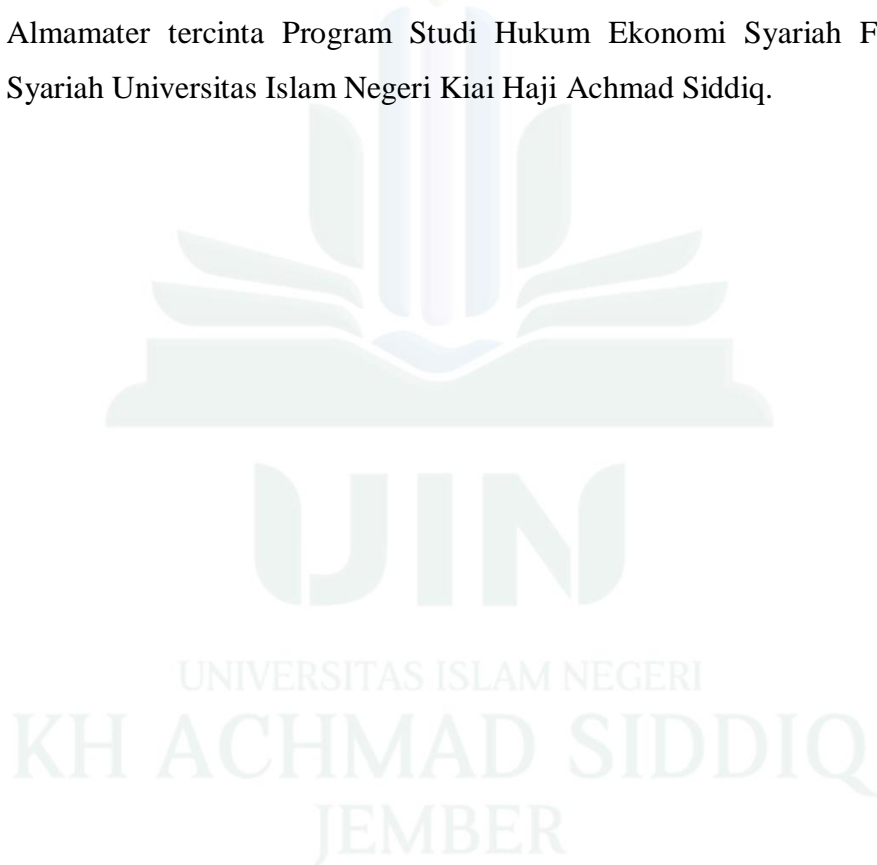 Almamater tercinta Program Studi Hukum Ekonomi Syariah F
Syariah Universitas Islam Negeri Kiai Haji Achmad Siddiq.
UIN
UNIVERSITAS ISLAM NEGERI
KH ACHMAD SIDDIQ
JEMBER